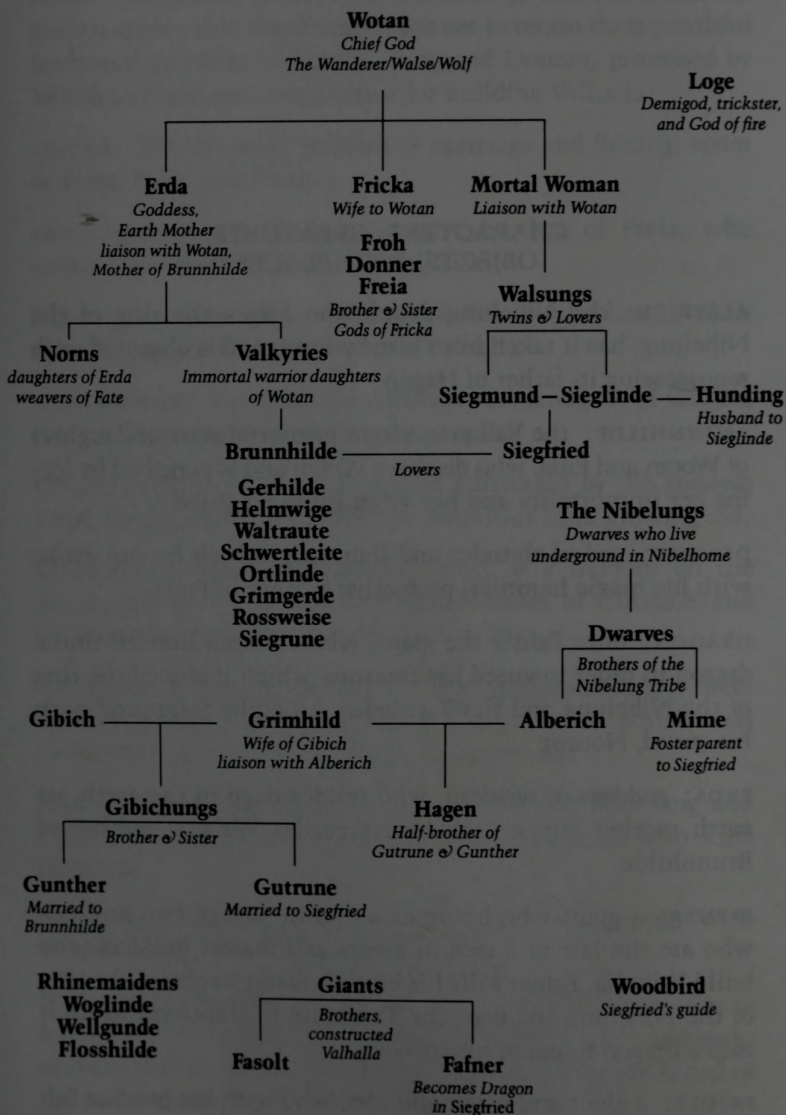 Wotan
Chief God
The Wanderer/Walse/Wolf
Loge
Demigod, trickster,
and God of fire
Erda
Goddess,
Earth Mother
liaison with Wotan,
Mother of Brunnhilde
Fricka
Wife to Wotan
Froh
Donner
Freia
Brother & Sister
Gods of Fricka
Mortal Woman
Liaison with Wotan
Walsungs
Twins & Lovers
Norns
daughters of Erda
weavers of Fate
Valkyries
Immortal warrior daughters
of Wotan
Siegmund – Sieglinde — Hunding
Husband to
Sieglinde
Brunnhilde
Lovers
Siegfried
Gerhilde
Helmwige
Waltraute
Schwertleite
Ortlinde
Grimgerde
Rossweise
Siegrune
The Nibelungs
Dwarves who live
underground in Nibelhome
Dwarves
Brothers of the
Nibelung Tribe
Gibich
Grimhild
Wife of Gibich
liaison with Alberich
Alberich
Mime
Foster parent
to Siegfried
Gibichungs
Brother & Sister
Hagen
Half-brother of
Gutrune & Gunther
Gunther
Married to
Brunnhilde
Gutrune
Married to Siegfried
Rhinemaidens
Woglinde
Wellgunde
Flosshilde
Giants
Brothers,
constructed
Valhalla
Fasolt
Fafner
Becomes Dragon
in Siegfried
Woodbird
Siegfried's guide